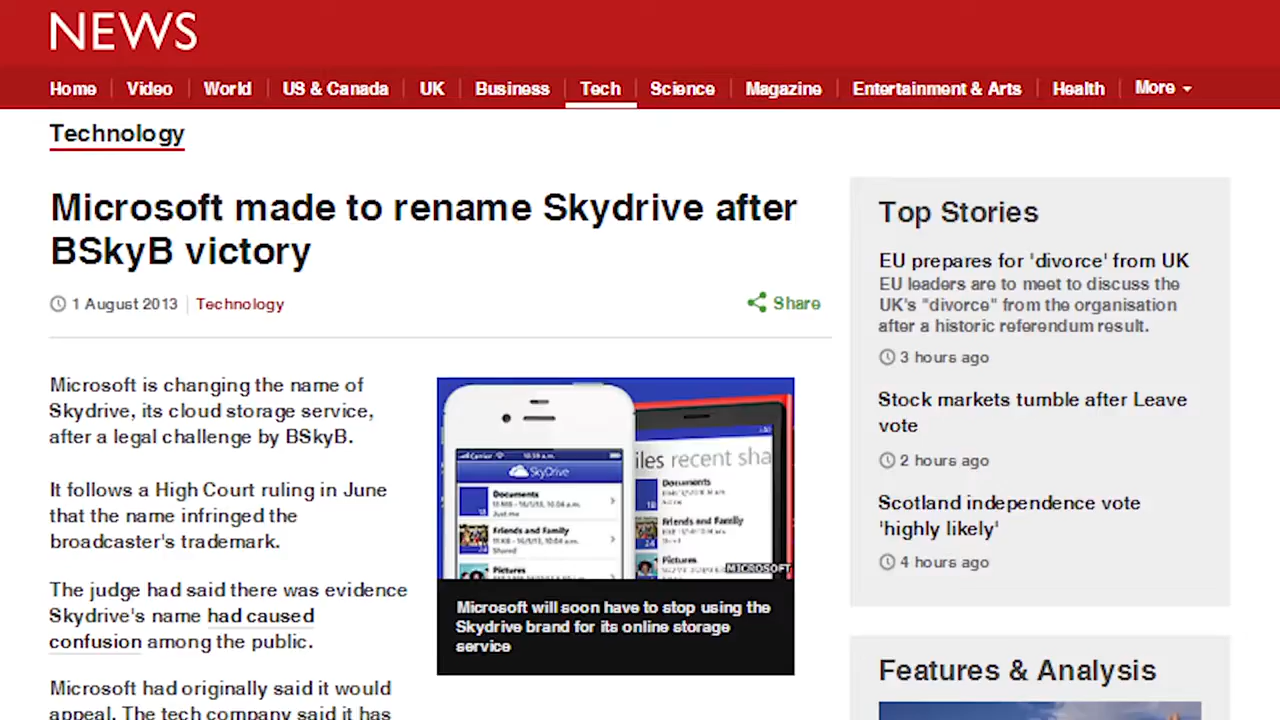 NEWS
Home Video World US & Canada UK Business Tech Science Magazine Entertainment & Arts Health More
Technology
Microsoft made to rename Skydrive after
BSkyB victory
1 August 2013 Technology
Share
Microsoft is changing the name of
Skydrive, its cloud storage service,
after a legal challenge by BSkyB.
It follows a High Court ruling in June
that the name infringed the
broadcaster's trademark.
The judge had said there was evidence
Skydrive's name had caused
confusion among the public.
Microsoft had originally said it would
appeal. The tech company said it has
SkyDrive
Documents
Friends and Family
Shared
Pictures
iles recent sha
Documents
Friends and Family
Pictures
MICROSOFT
Microsoft will soon have to stop using the
Skydrive brand for its online storage
service
Top Stories
EU prepares for 'divorce' from UK
EU leaders are to meet to discuss the
UK's "divorce" from the organisation
after a historic referendum result.
3 hours ago
Stock markets tumble after Leave
vote
2 hours ago
Scotland independence vote
'highly likely'
4 hours ago
Features & Analysis